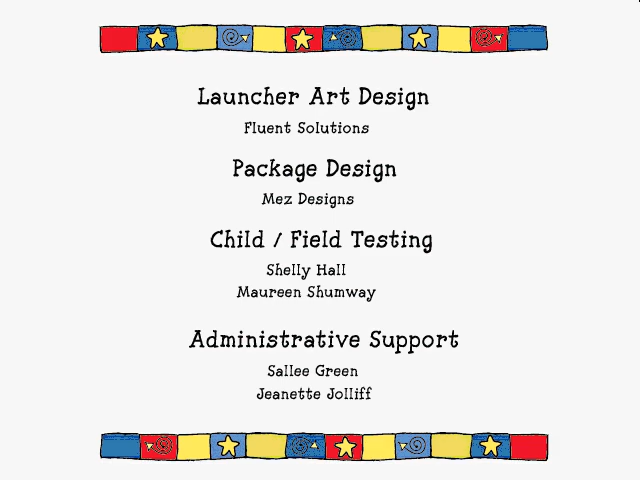 Launcher Art Design
Fluent Solutions
Package Design
Mez Designs
Child / Field Testing
Shelly Hall
Maureen Shumway
Administrative Support
Sallee Green
Jeanette Jolliff